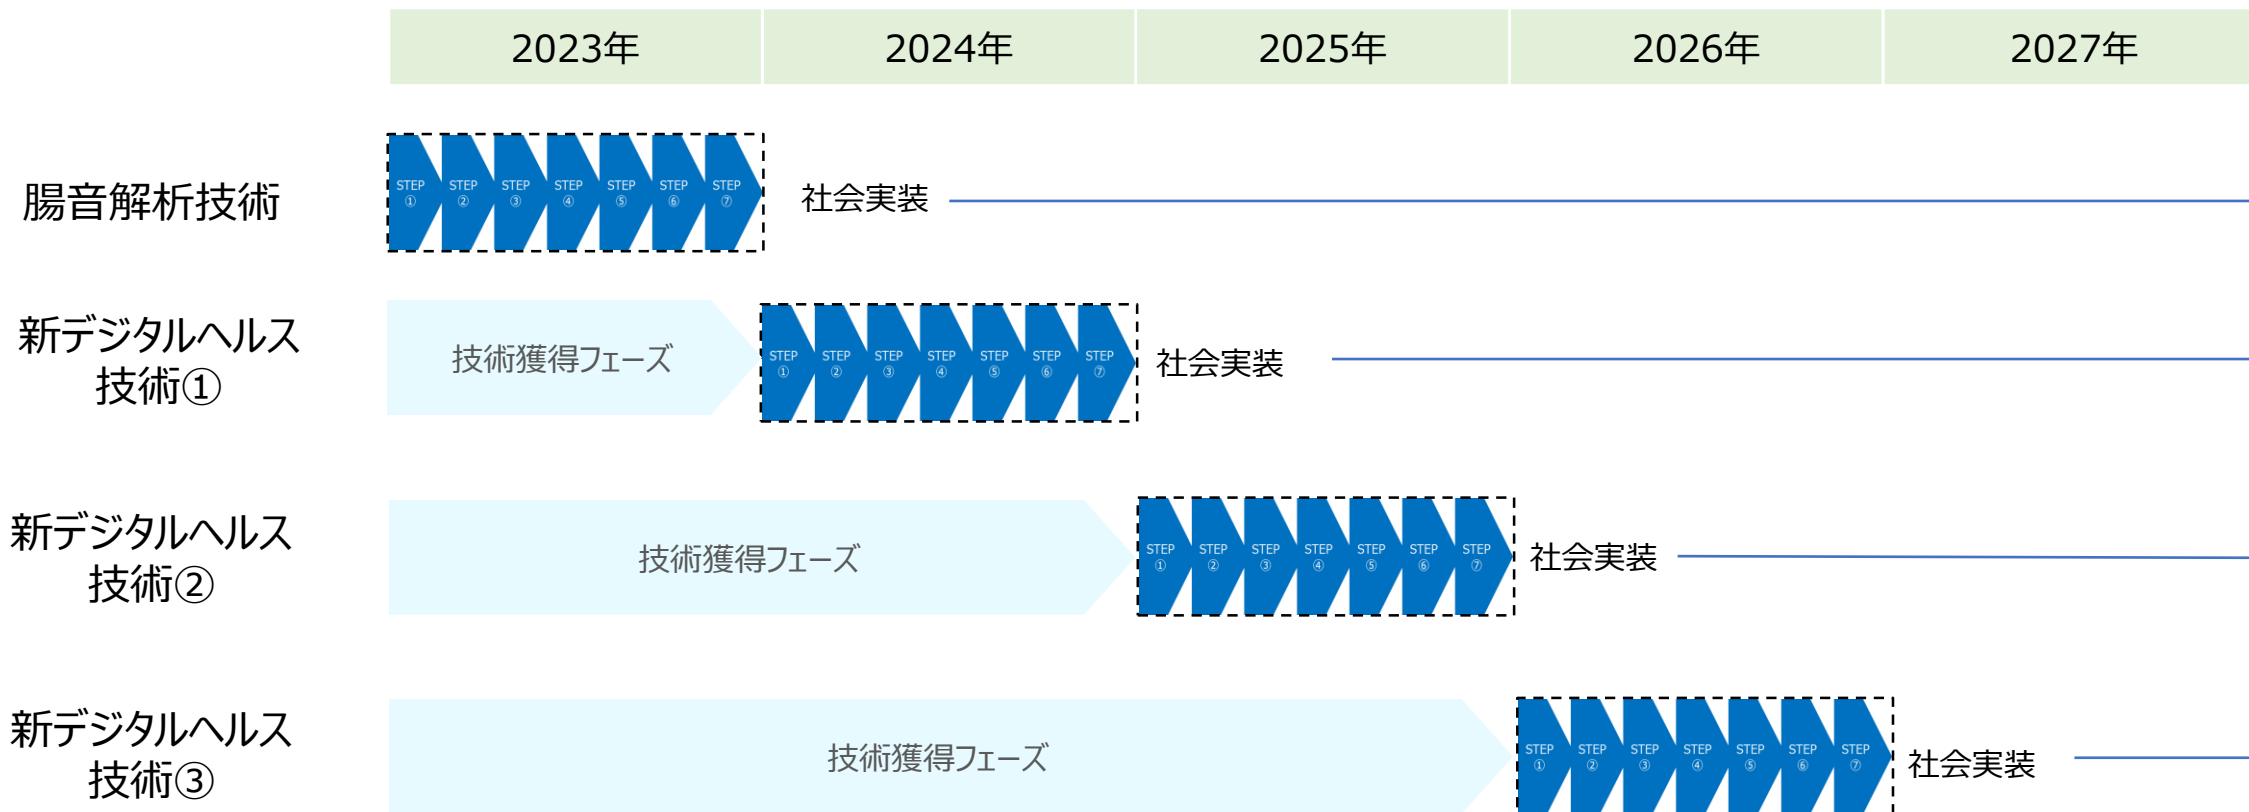 2023年 2024年 2025年 2026年 2027年
腸音解析技術
STEP ① STEP ② STEP ③ STEP ④ STEP ⑤ STEP ⑥ STEP ⑦
社会実装
新デジタルヘルス
技術①
技術獲得フェーズ
STEP ① STEP ② STEP ③ STEP ④ STEP ⑤ STEP ⑥ STEP ⑦
社会実装
新デジタルヘルス
技術②
技術獲得フェーズ
STEP ① STEP ② STEP ③ STEP ④ STEP ⑤ STEP ⑥ STEP ⑦
社会実装
新デジタルヘルス
技術③
技術獲得フェーズ
STEP ① STEP ② STEP ③ STEP ④ STEP ⑤ STEP ⑥ STEP ⑦
社会実装